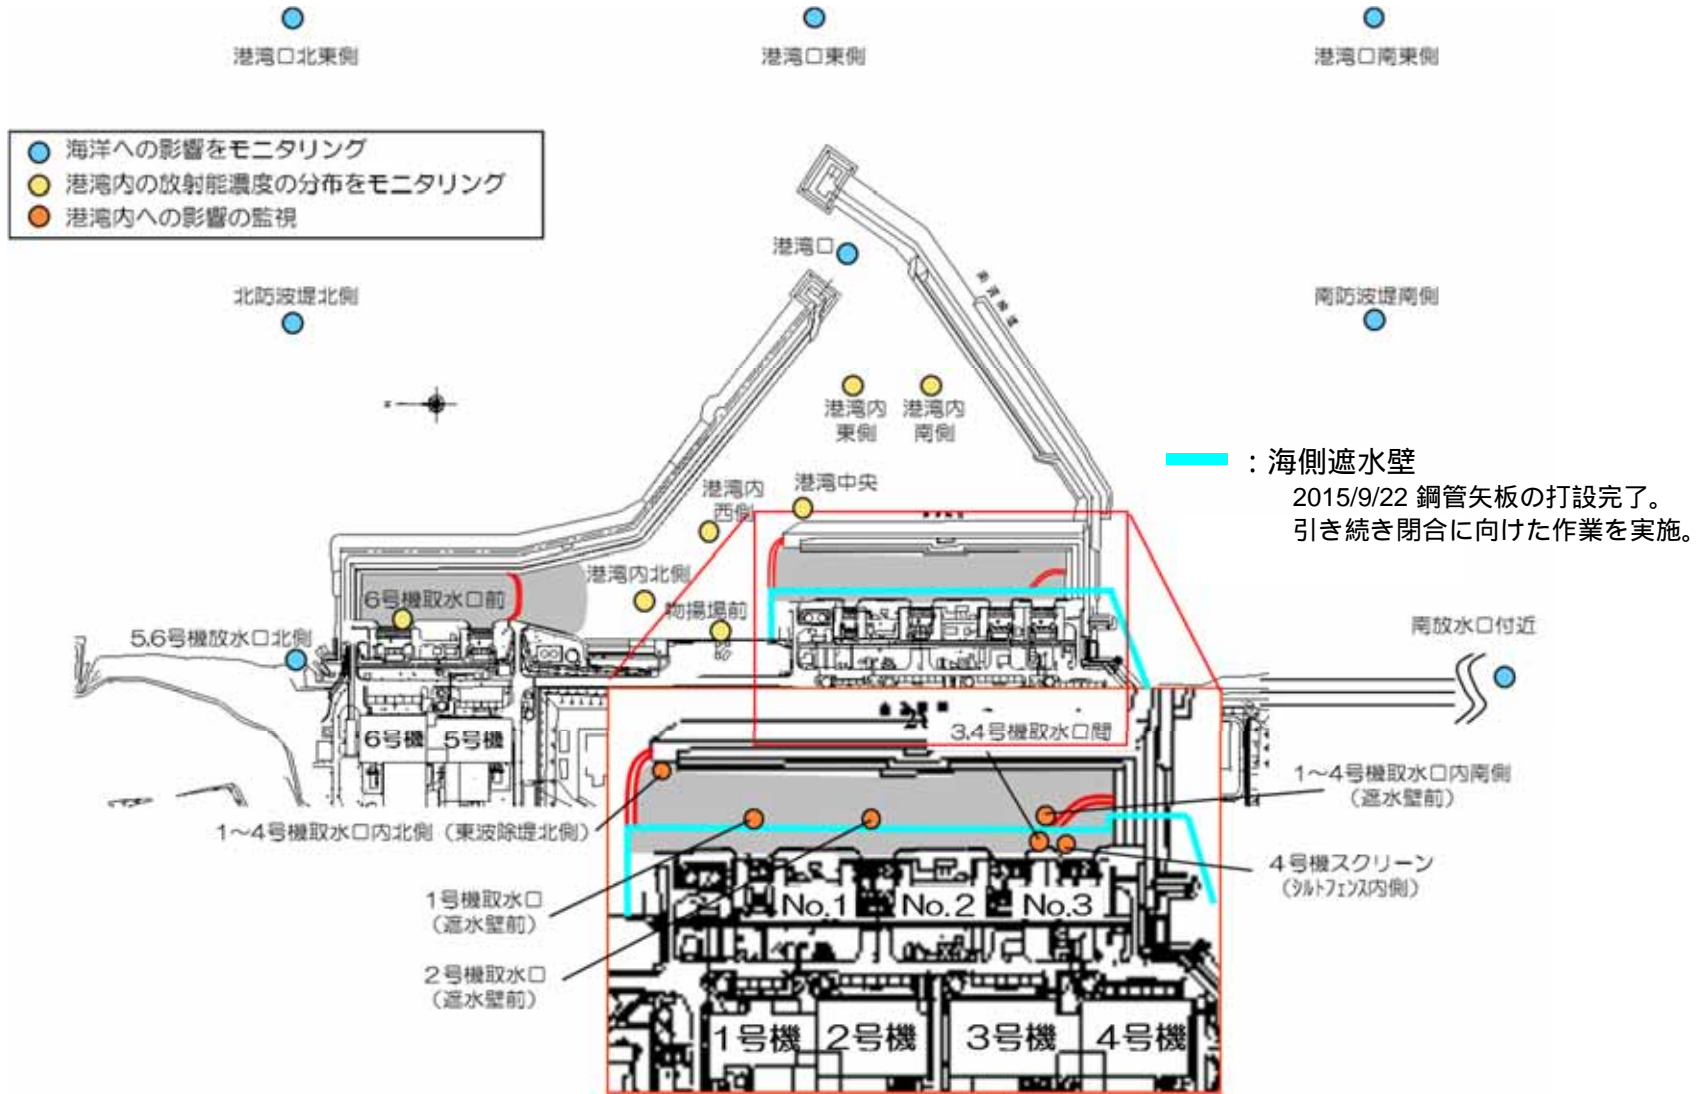 港湾口北東側
港湾口東側
港湾口南東側
海洋への影響をモニタリング
港湾内の放射能濃度の分布をモニタリング
港湾内への影響の監視
港湾口
北防波堤北側
南防波堤南側
港湾内
東側
港湾内
南側
：海側遮水壁
2015/9/22 鋼管矢板の打設完了。
引き続き閉合に向けた作業を実施。
港湾中央
港湾内
西側
港湾内北側
6号機取水口前
物揚場前
5,6号機放水口北側
南放水口付近
6号機
5号機
3,4号機取水口間
1～4号機取水口内南側
（遮水壁前）
1～4号機取水口内北側（東波除堤北側）
4号機スクリーン
（シルトフェンス内側）
1号機取水口
（遮水壁前）
No.1
No.2
No.3
2号機取水口
（遮水壁前）
1号機
2号機
3号機
4号機